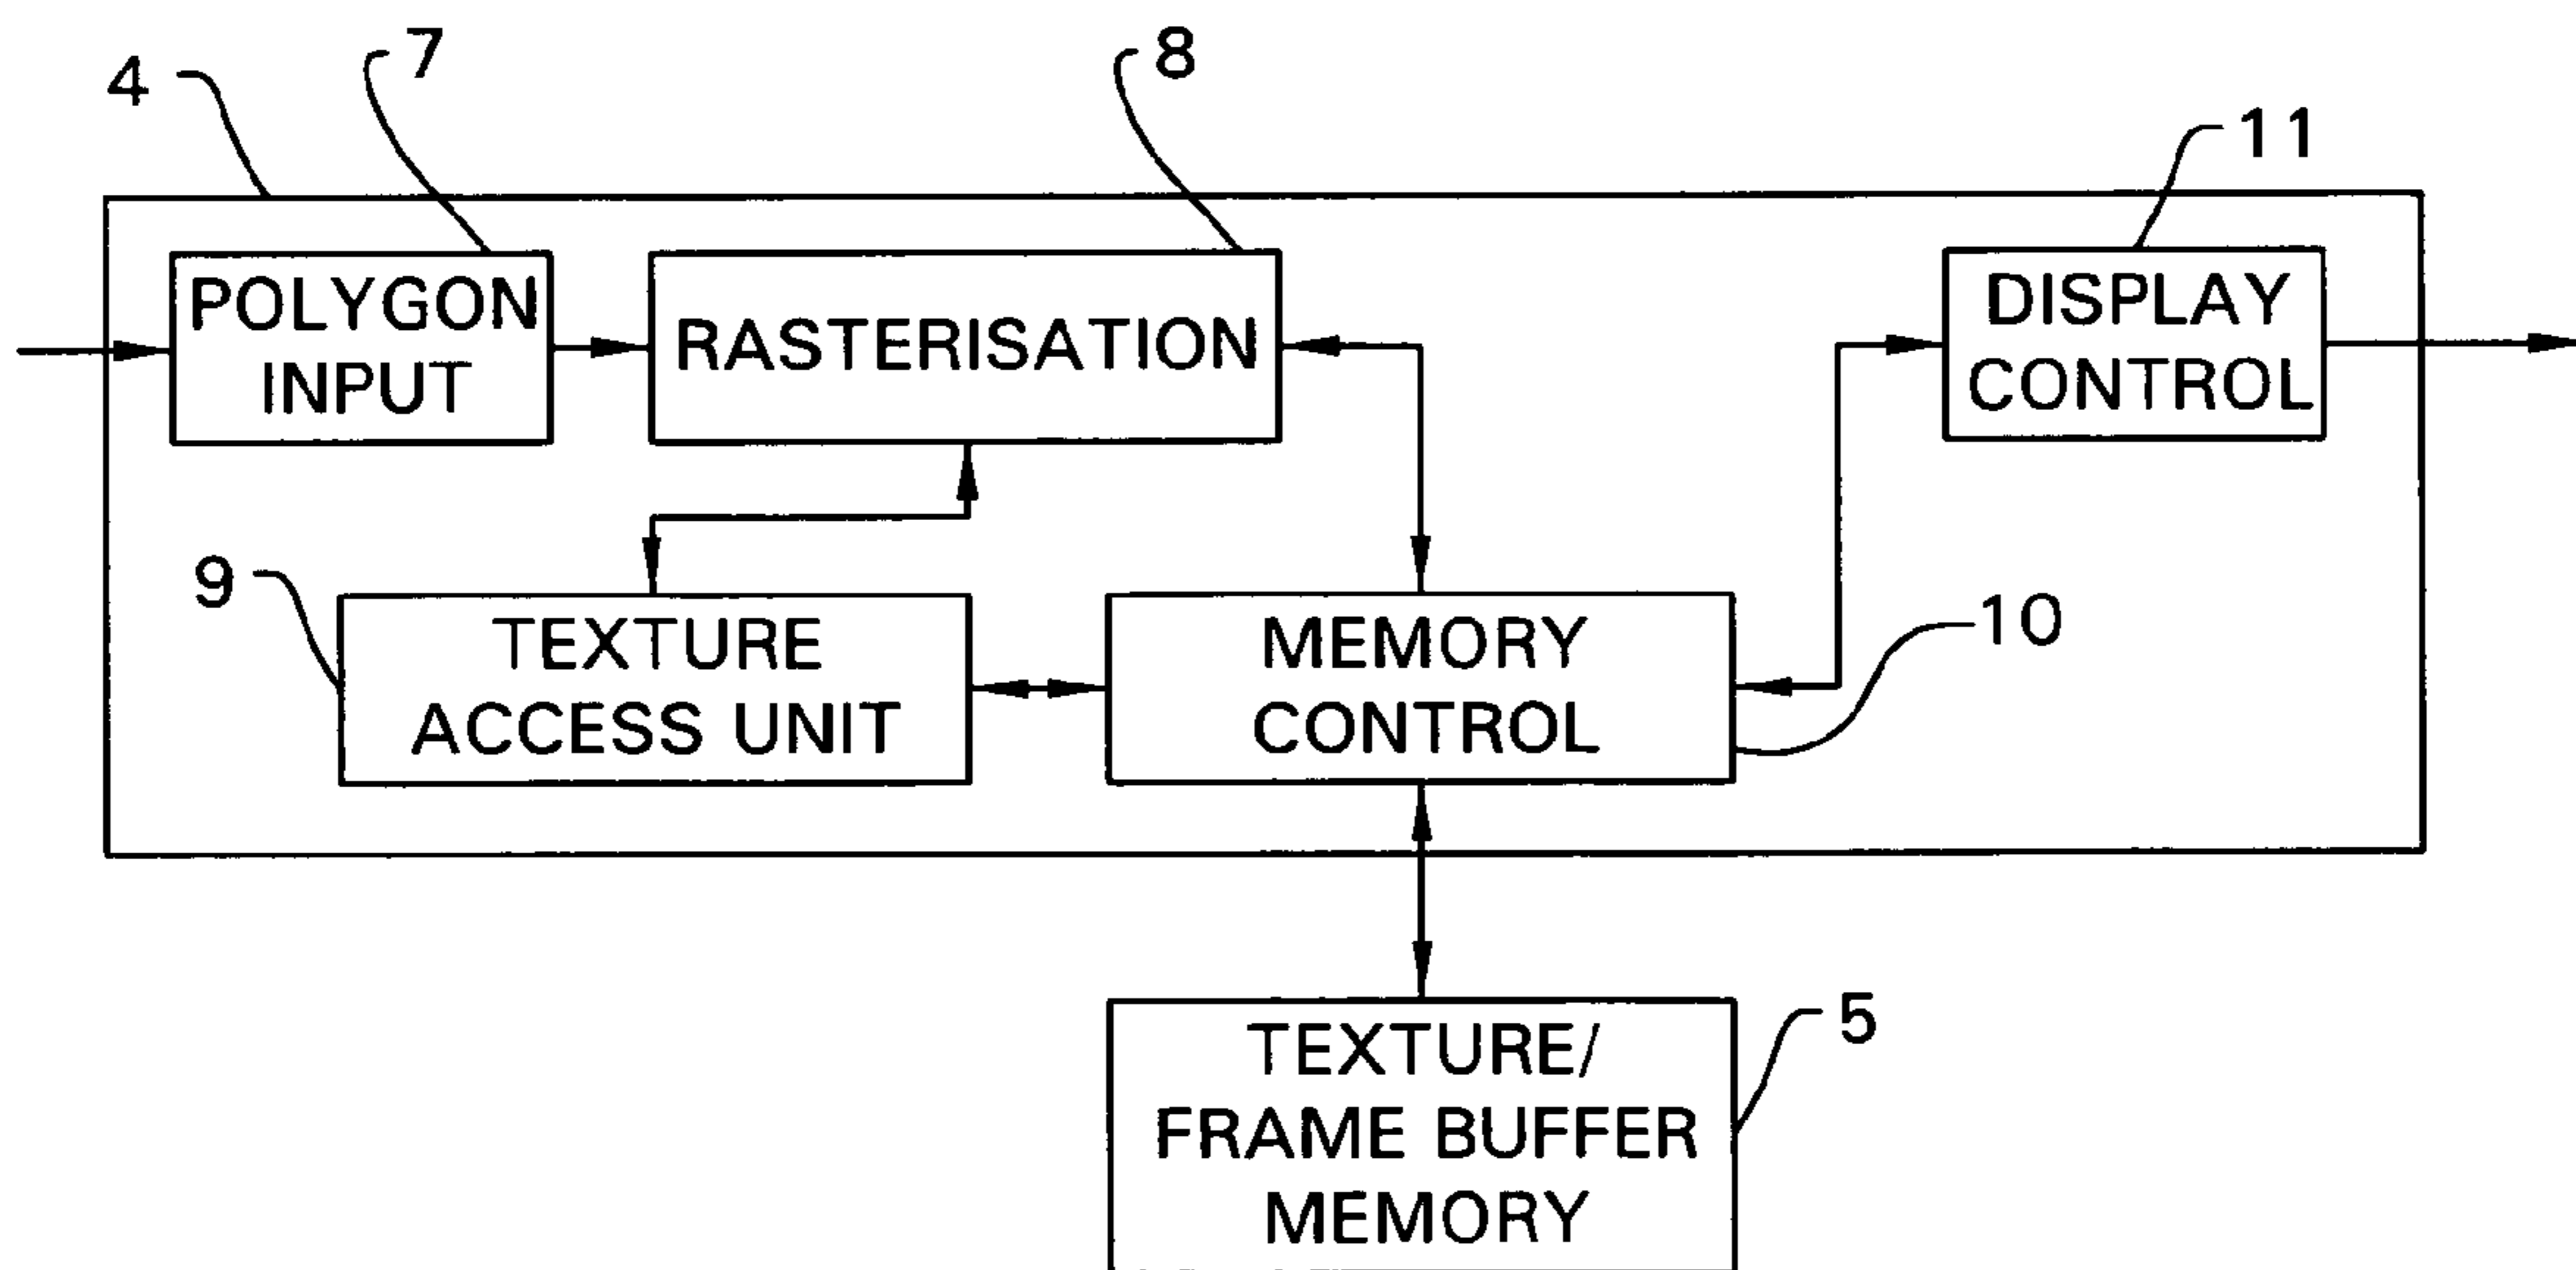 4
7
8
11
POLYGON
INPUT
RASTERISATION
DISPLAY
CONTROL
9
TEXTURE
ACCESS UNIT
MEMORY
CONTROL
10
TEXTURE/
FRAME BUFFER
MEMORY
5